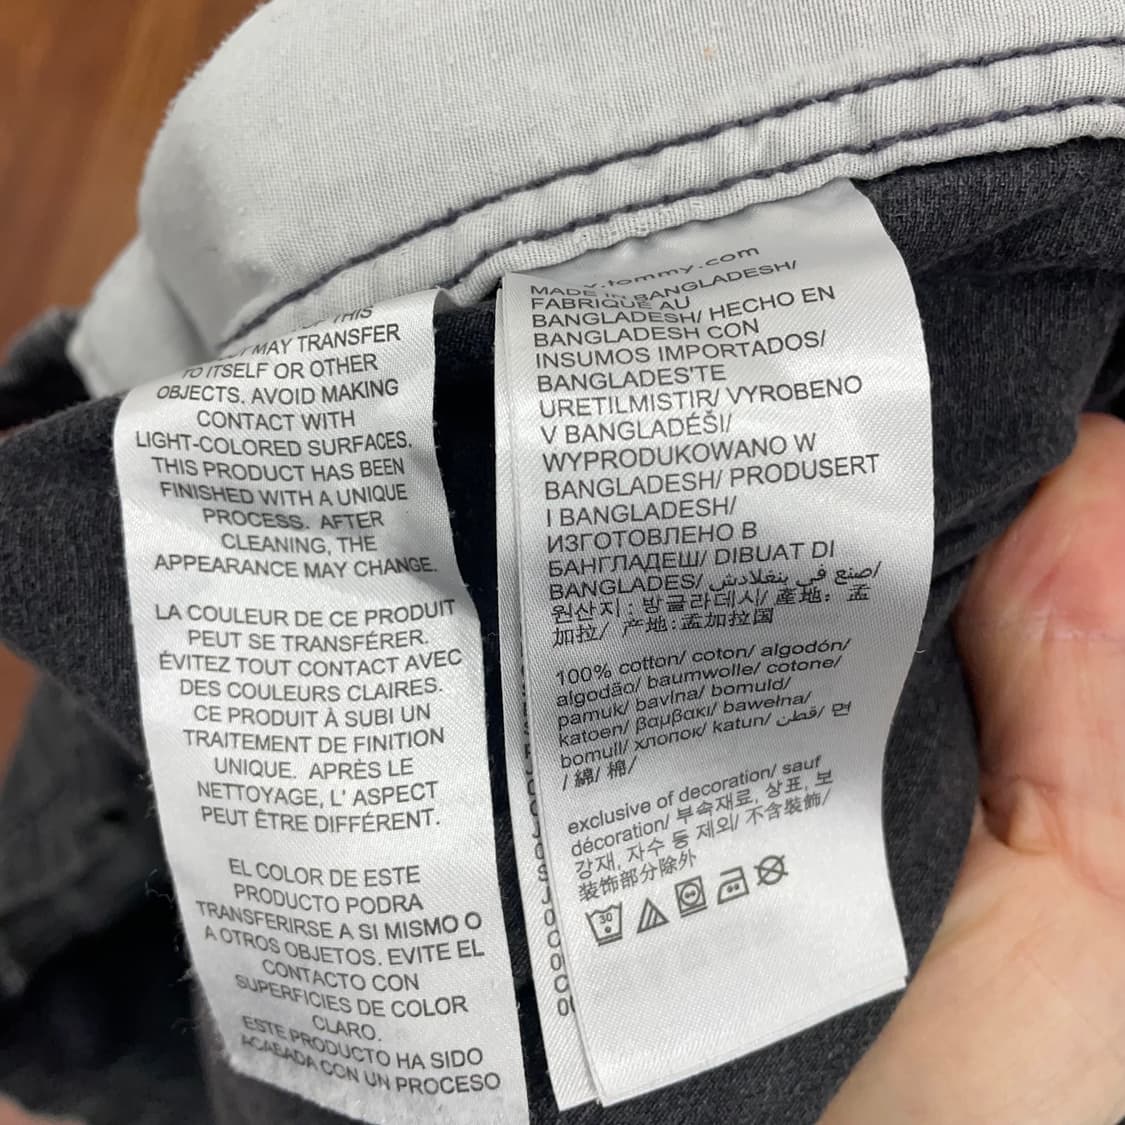 THIS
MAY TRANSFER
TO ITSELF OR OTHER
OBJECTS. AVOID MAKING
CONTACT WITH
LIGHT-COLORED SURFACES.
THIS PRODUCT HAS BEEN
FINISHED WITH A UNIQUE
PROCESS. AFTER
CLEANING, THE
APPEARANCE MAY CHANGE.
LA COULEUR DE CE PRODUIT
PEUT SE TRANSFÉRER.
ÉVITEZ TOUT CONTACT AVEC
DES COULEURS CLAIRES.
CE PRODUIT À SUBI UN
TRAITEMENT DE FINITION
UNIQUE. APRÈS LE
NETTOYAGE, L' ASPECT
PEUT ÊTRE DIFFÉRENT.
EL COLOR DE ESTE
PRODUCTO PODRA
TRANSFERIRSE A SI MISMO O
A OTROS OBJETOS. EVITE EL
CONTACTO CON
SUPERFICIES DE COLOR
CLARO.
ESTE PRODUCTO HA SIDO
ACABADA CON UN PROCESO
.tommy.com
MADE IN BANGLADESH/
FABRIQUÉ AU
BANGLADESH/ HECHO EN
BANGLADESH CON
INSUMOS IMPORTADOS/
BANGLADES'TE
URETILMISTIR/ VYROBENO
V BANGLADÉŠI/
WYPRODUKOWANO W
BANGLADESH/ PRODUSERT
I BANGLADESH/
ИЗГОТОВЛЕНО В
БАНГЛАДЕШ/ DIBUAT DI
BANGLADES/ صنع في بنغلادش/
원산지 : 방글라데시/ 產地: 孟
加拉/ 产地:孟加拉国
100% cotton/ coton/ algodón/
algodão/ baumwolle/ cotone/
pamuk/ bavlna/ bomuld/
katoen/ βαμβακι/ bawełna/
bomull/ хлопок/ katun/ قطن/ 면
/ 綿/ 棉/
exclusive of decoration/ sauf
décoration/ 부속재료, 상표, 보
강재, 자수 등 제외/ 不含裝飾/
装饰部分除外
30